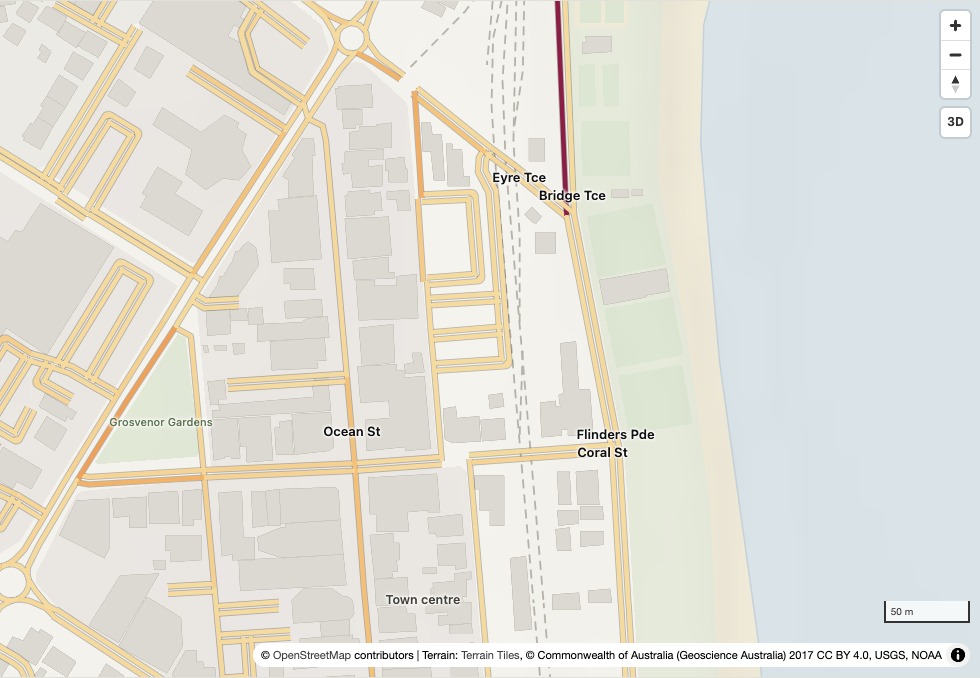 3D
Eyre Tce
Bridge Tce
Grosvenor Gardens
Ocean St
Flinders Pde
Coral St
Town centre
50 m
© OpenStreetMap contributors | Terrain: Terrain Tiles, © Commonwealth of Australia (Geoscience Australia) 2017 CC BY 4.0, USGS, NOAA